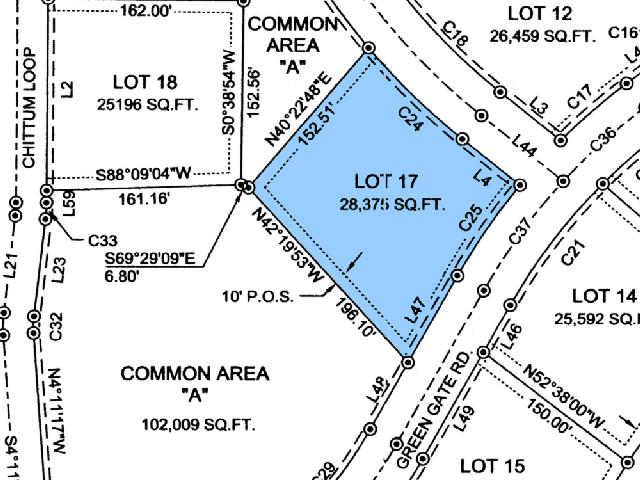 162.00'
COMMON
AREA
"A"
LOT 12
26,459 SQ.FT.
C18
C16
L3
C17
CHITTUM LOOP
L2
LOT 18
25196 SQ.FT.
S0°38'54"W
152.56'
N40°22'48"E
152.51'
C24
L44
C36
S88°09'04"W
161.16'
L59
C33
LOT 17
28,375 SQ.FT.
L4
C25
C37
C21
S69°29'09"E
6.80'
N42°19'53"W
196.10'
10' P.O.S.
L21
L23
C32
L47
L46
LOT 14
25,592 SQ.F
COMMON AREA
"A"
102,009 SQ.FT.
N4°11'17"W
S4°11
L48
GREEN GATE RD.
L49
N52°38'00"W
150.00'
C29
LOT 15